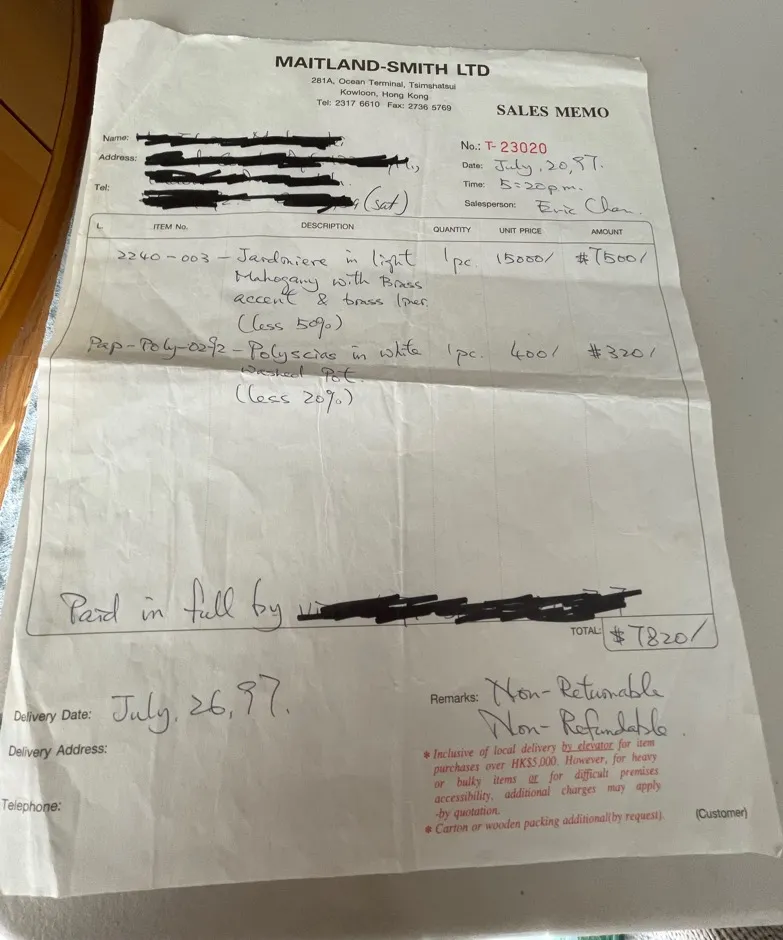 MAITLAND-SMITH LTD
281A, Ocean Terminal, Tsimshatsui
Kowloon, Hong Kong
Tel: 2317 6610 Fax: 2736 5769
SALES MEMO
Name:
Address:
Tel:
(sat)
No.: T- 23020
Date: July, 20, 97.
Time: 5=20pm.
Salesperson: Eric Chan.
L. ITEM No. DESCRIPTION QUANTITY UNIT PRICE AMOUNT
2240-003 - Jardoniere in light 1pc. 15000/ $7500/
Mahogany with Brass
accent & brass liner.
(less 50%)
Pap-Poly-0292 - Polyscias in white 1pc. 400/ $320/
washed Pot.
(less 20%)
Paid in full by
TOTAL: $7820/
Delivery Date: July, 26, 97.
Delivery Address:
Telephone:
Remarks: Non-Returnable
Non-Refundable.
* Inclusive of local delivery by elevator for item
purchases over HK$5,000. However, for heavy
or bulky items or for difficult premises
accessibility, additional charges may apply
-by quotation.
* Carton or wooden packing additional(by request).
(Customer)